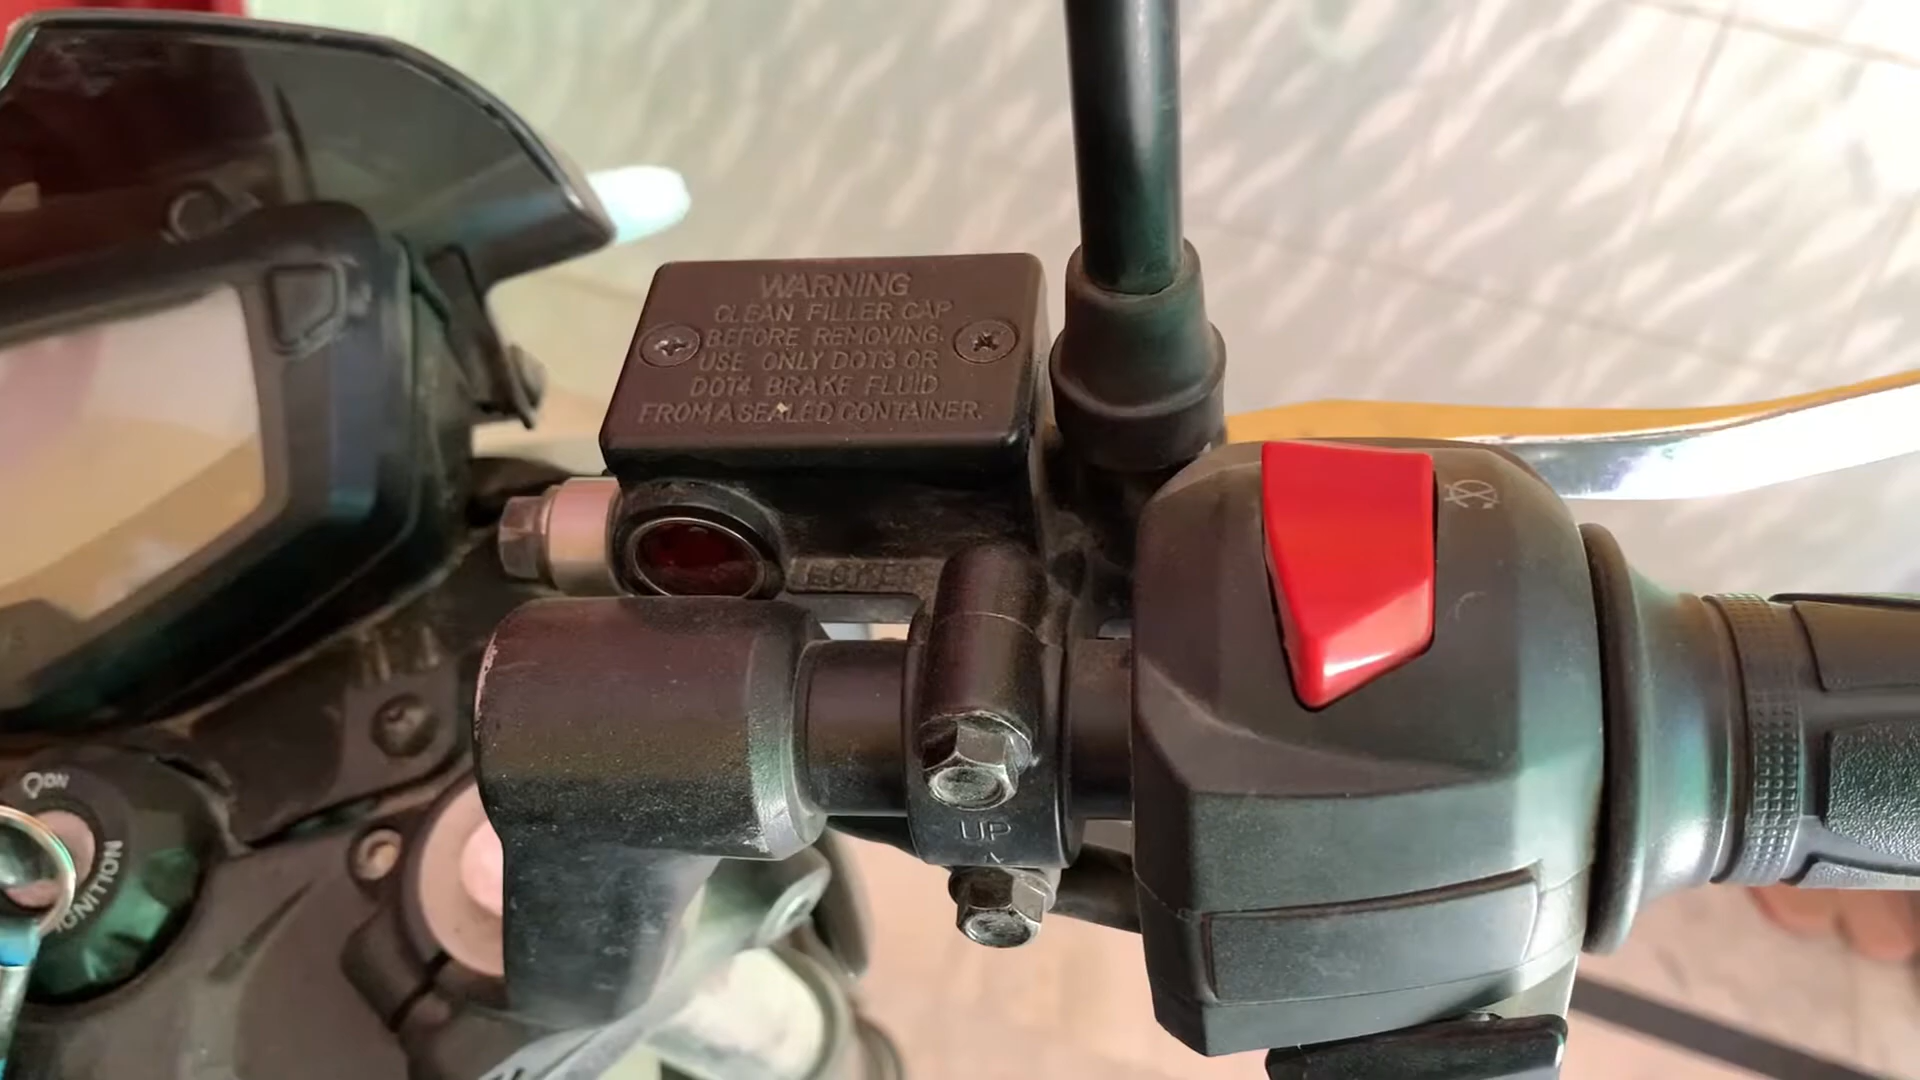 WARNING
CLEAN FILLER CAP
BEFORE REMOVING.
USE ONLY DOT3 OR
DOT4 BRAKE FLUID
FROM A SEALED CONTAINER.
LOWER
UP
ON
IGNITION